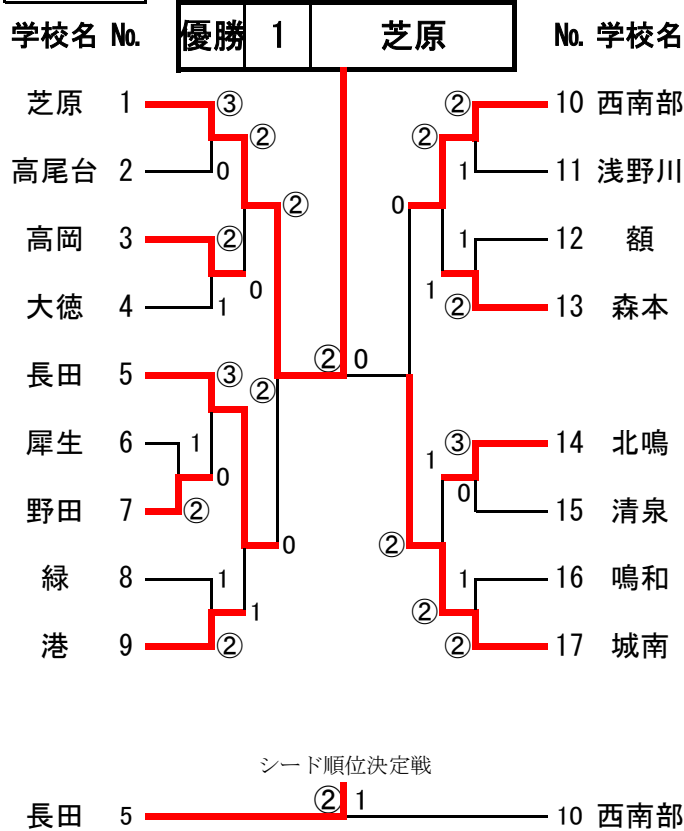 優勝 1 芝原
学校名 No. No. 学校名
芝原 1 ③ ② 10 西南部
② ②
高尾台 2 0 1 11 浅野川
② 0
高岡 3 ② 1 12 額
0 1
大徳 4 1 ② 13 森本
② 0
長田 5 ③
②
犀生 6 1 1 ③ 14 北鳴
0 0
野田 7 ② 15 清泉
0 ②
緑 8 1 1 16 鳴和
1 ②
港 9 ② ② 17 城南
シード順位決定戦
② 1
長田 5 10 西南部